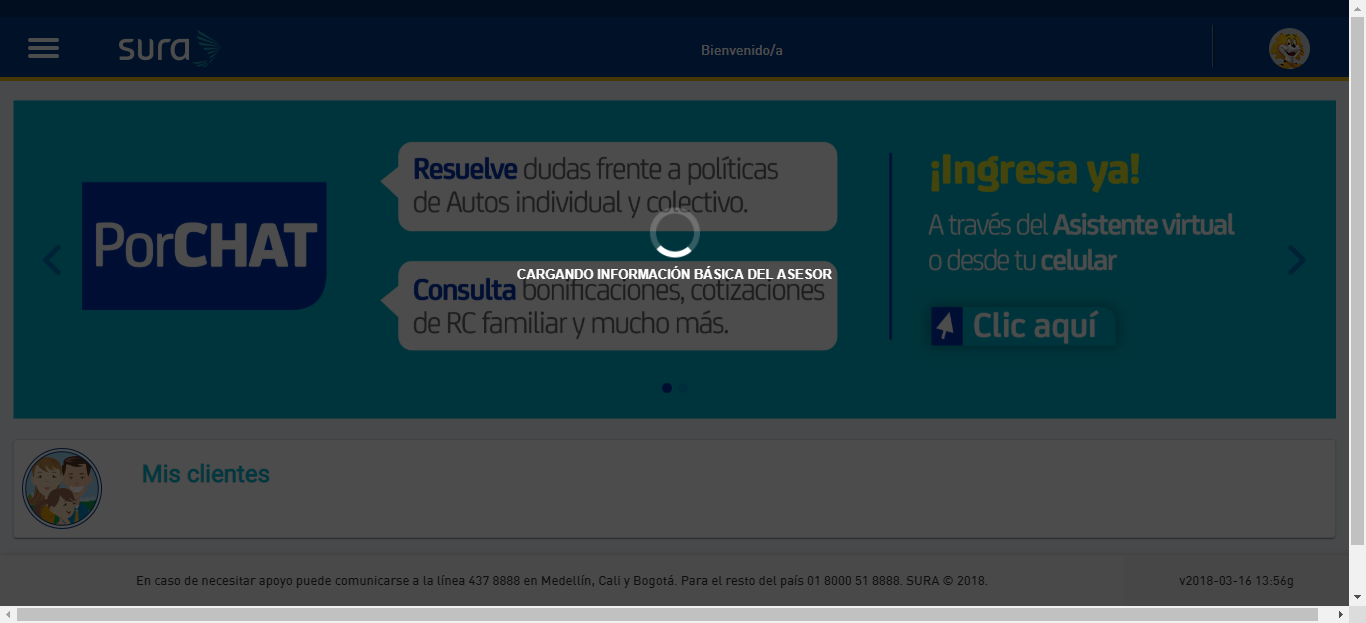 sura
Bienvenido/a
PorCHAT
Resuelve dudas frente a políticas
de Autos individual y colectivo.
CARGANDO INFORMACIÓN BÁSICA DEL ASESOR
Consulta bonificaciones, cotizaciones
de RC familiar y mucho más.
¡Ingresa ya!
A través del Asistente virtual
o desde tu celular
Clic aquí
Mis clientes
En caso de necesitar apoyo puede comunicarse a la línea 437 8888 en Medellín, Cali y Bogotá. Para el resto del país 01 8000 51 8888. SURA © 2018.
v2018-03-16 13:56g